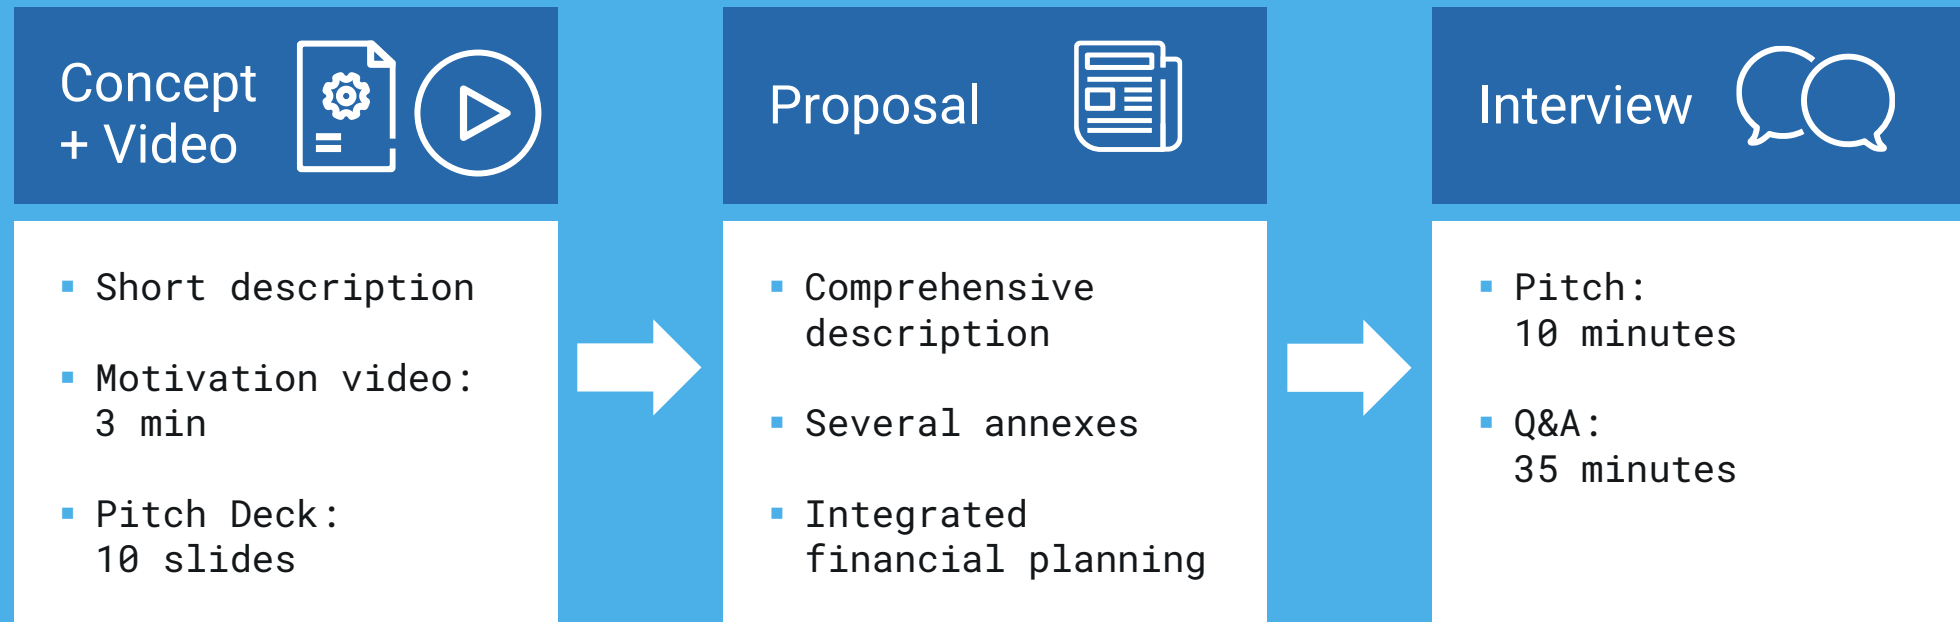 Concept
+ Video
Short description
Motivation video:
3 min
Pitch Deck:
10 slides
Proposal
Comprehensive
description
Several annexes
Integrated
financial planning
Interview
Pitch:
10 minutes
Q&A:
35 minutes